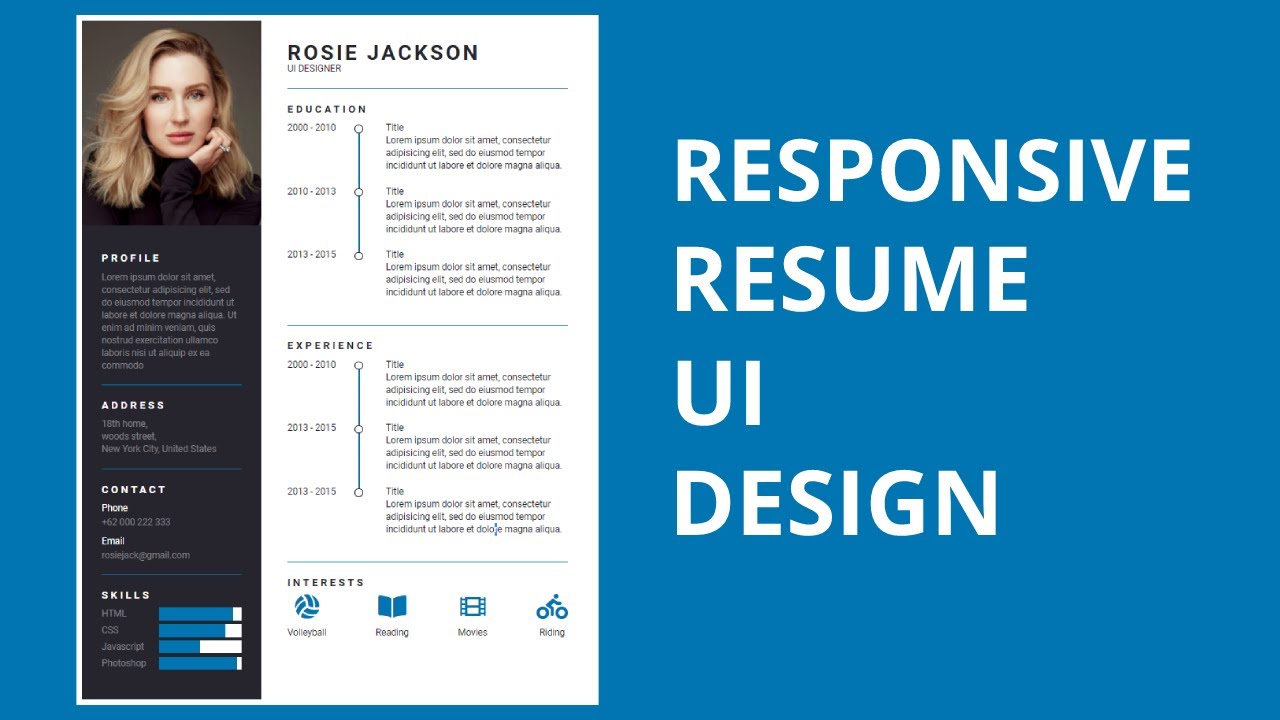 ROSIE JACKSON
UI DESIGNER
EDUCATION
2000 - 2010
Title
Lorem ipsum dolor sit amet, consectetur
adipisicing elit, sed do eiusmod tempor
incididunt ut labore et dolore magna aliqua.
2010 - 2013
Title
Lorem ipsum dolor sit amet, consectetur
adipisicing elit, sed do eiusmod tempor
incididunt ut labore et dolore magna aliqua.
2013 - 2015
Title
Lorem ipsum dolor sit amet, consectetur
adipisicing elit, sed do eiusmod tempor
incididunt ut labore et dolore magna aliqua.
EXPERIENCE
2000 - 2010
Title
Lorem ipsum dolor sit amet, consectetur
adipisicing elit, sed do eiusmod tempor
incididunt ut labore et dolore magna aliqua.
2013 - 2015
Title
Lorem ipsum dolor sit amet, consectetur
adipisicing elit, sed do eiusmod tempor
incididunt ut labore et dolore magna aliqua.
2013 - 2015
Title
Lorem ipsum dolor sit amet, consectetur
adipisicing elit, sed do eiusmod tempor
incididunt ut labore et dolore magna aliqua.
INTERESTS
Volleyball
Reading
Movies
Riding
PROFILE
Lorem ipsum dolor sit amet,
consectetur adipisicing elit, sed
do eiusmod tempor incididunt ut
labore et dolore magna aliqua. Ut
enim ad minim veniam, quis
nostrud exercitation ullamco
laboris nisi ut aliquip ex ea
commodo
ADDRESS
18th home,
woods street,
New York City, United States
CONTACT
Phone
+62 000 222 333
Email
rosiejack@gmail.com
SKILLS
HTML
CSS
Javascript
Photoshop
RESPONSIVE
RESUME
UI
DESIGN